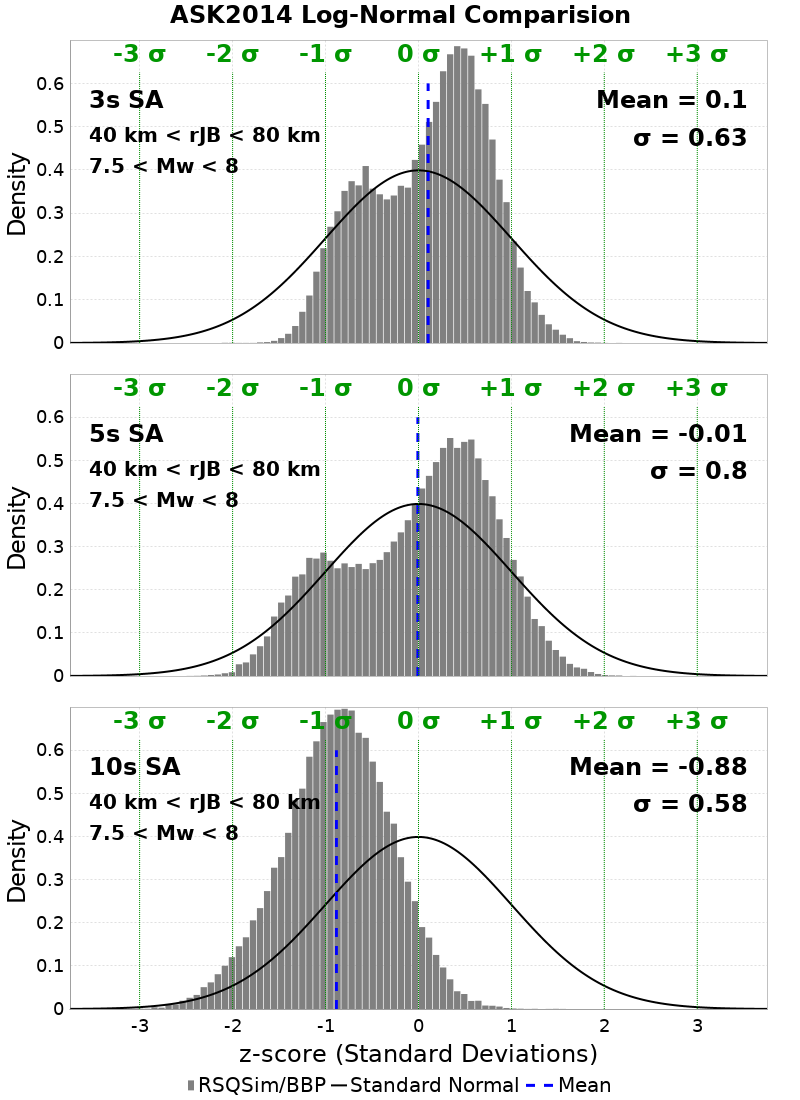 ASK2014 Log-Normal Comparision
-3 σ -2 σ -1 σ 0 σ +1 σ +2 σ +3 σ
0.6
3s SA
Mean = 0.1
0.5
40 km < rJB < 80 km
σ = 0.63
7.5 < Mw < 8
0.4
0.3
0.2
0.1
0
Density
-3 σ -2 σ -1 σ 0 σ +1 σ +2 σ +3 σ
0.6
5s SA
Mean = -0.01
0.5
40 km < rJB < 80 km
σ = 0.8
7.5 < Mw < 8
0.4
0.3
0.2
0.1
0
Density
-3 σ -2 σ -1 σ 0 σ +1 σ +2 σ +3 σ
0.6
10s SA
Mean = -0.88
0.5
40 km < rJB < 80 km
σ = 0.58
7.5 < Mw < 8
0.4
0.3
0.2
0.1
0
Density
-3 -2 -1 0 1 2 3
z-score (Standard Deviations)
RSQSim/BBP Standard Normal Mean